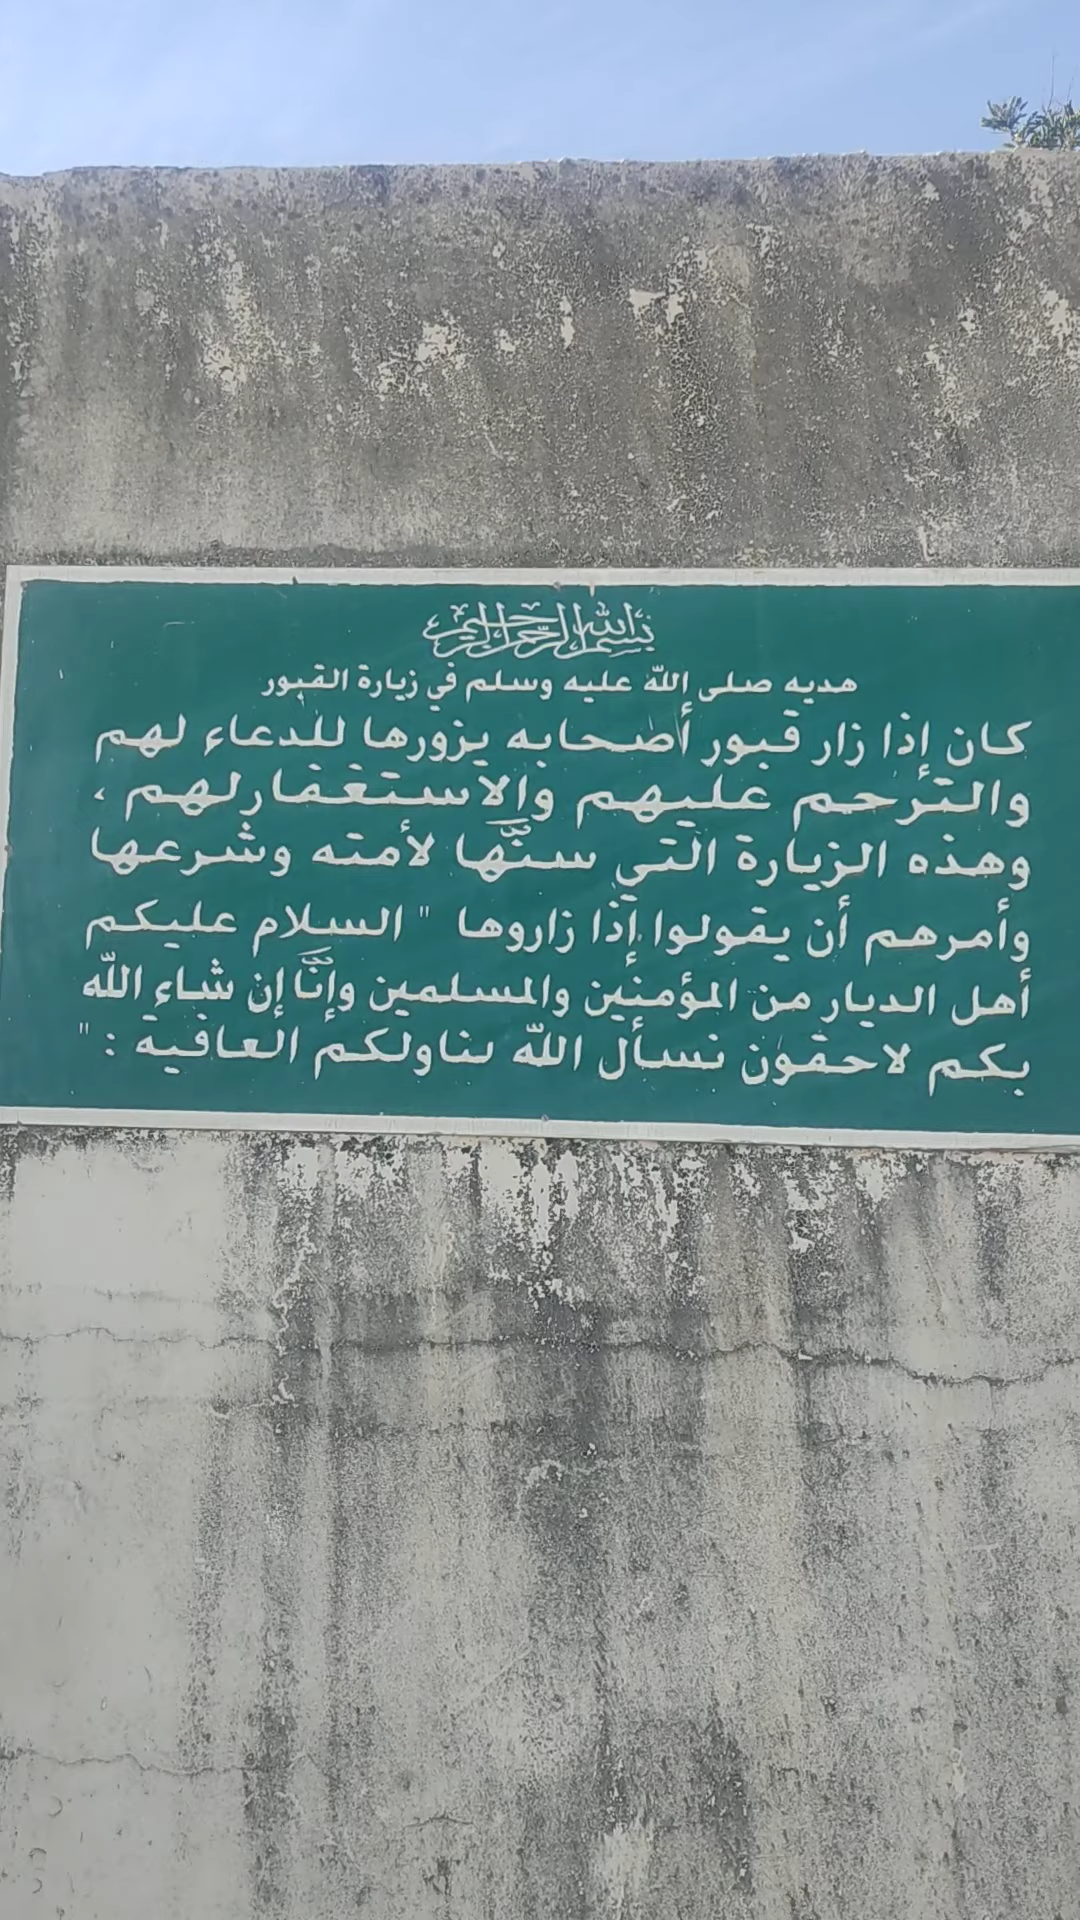 بسم الله الرحمن الرحيم
هديه صلى الله عليه وسلم في زيارة القبور
كان إذا زار قبور أصحابه يزورها للدعاء لهم
والترحم عليهم والاستغفار لهم ،
وهذه الزيارة التي سنَّها لأمته وشرعها
وأمرهم أن يقولوا إذا زاروها " السلام عليكم
أهل الديار من المؤمنين والمسلمين وإنَّا إن شاء الله
بكم لاحقون نسأل الله لنا ولكم العافية : "